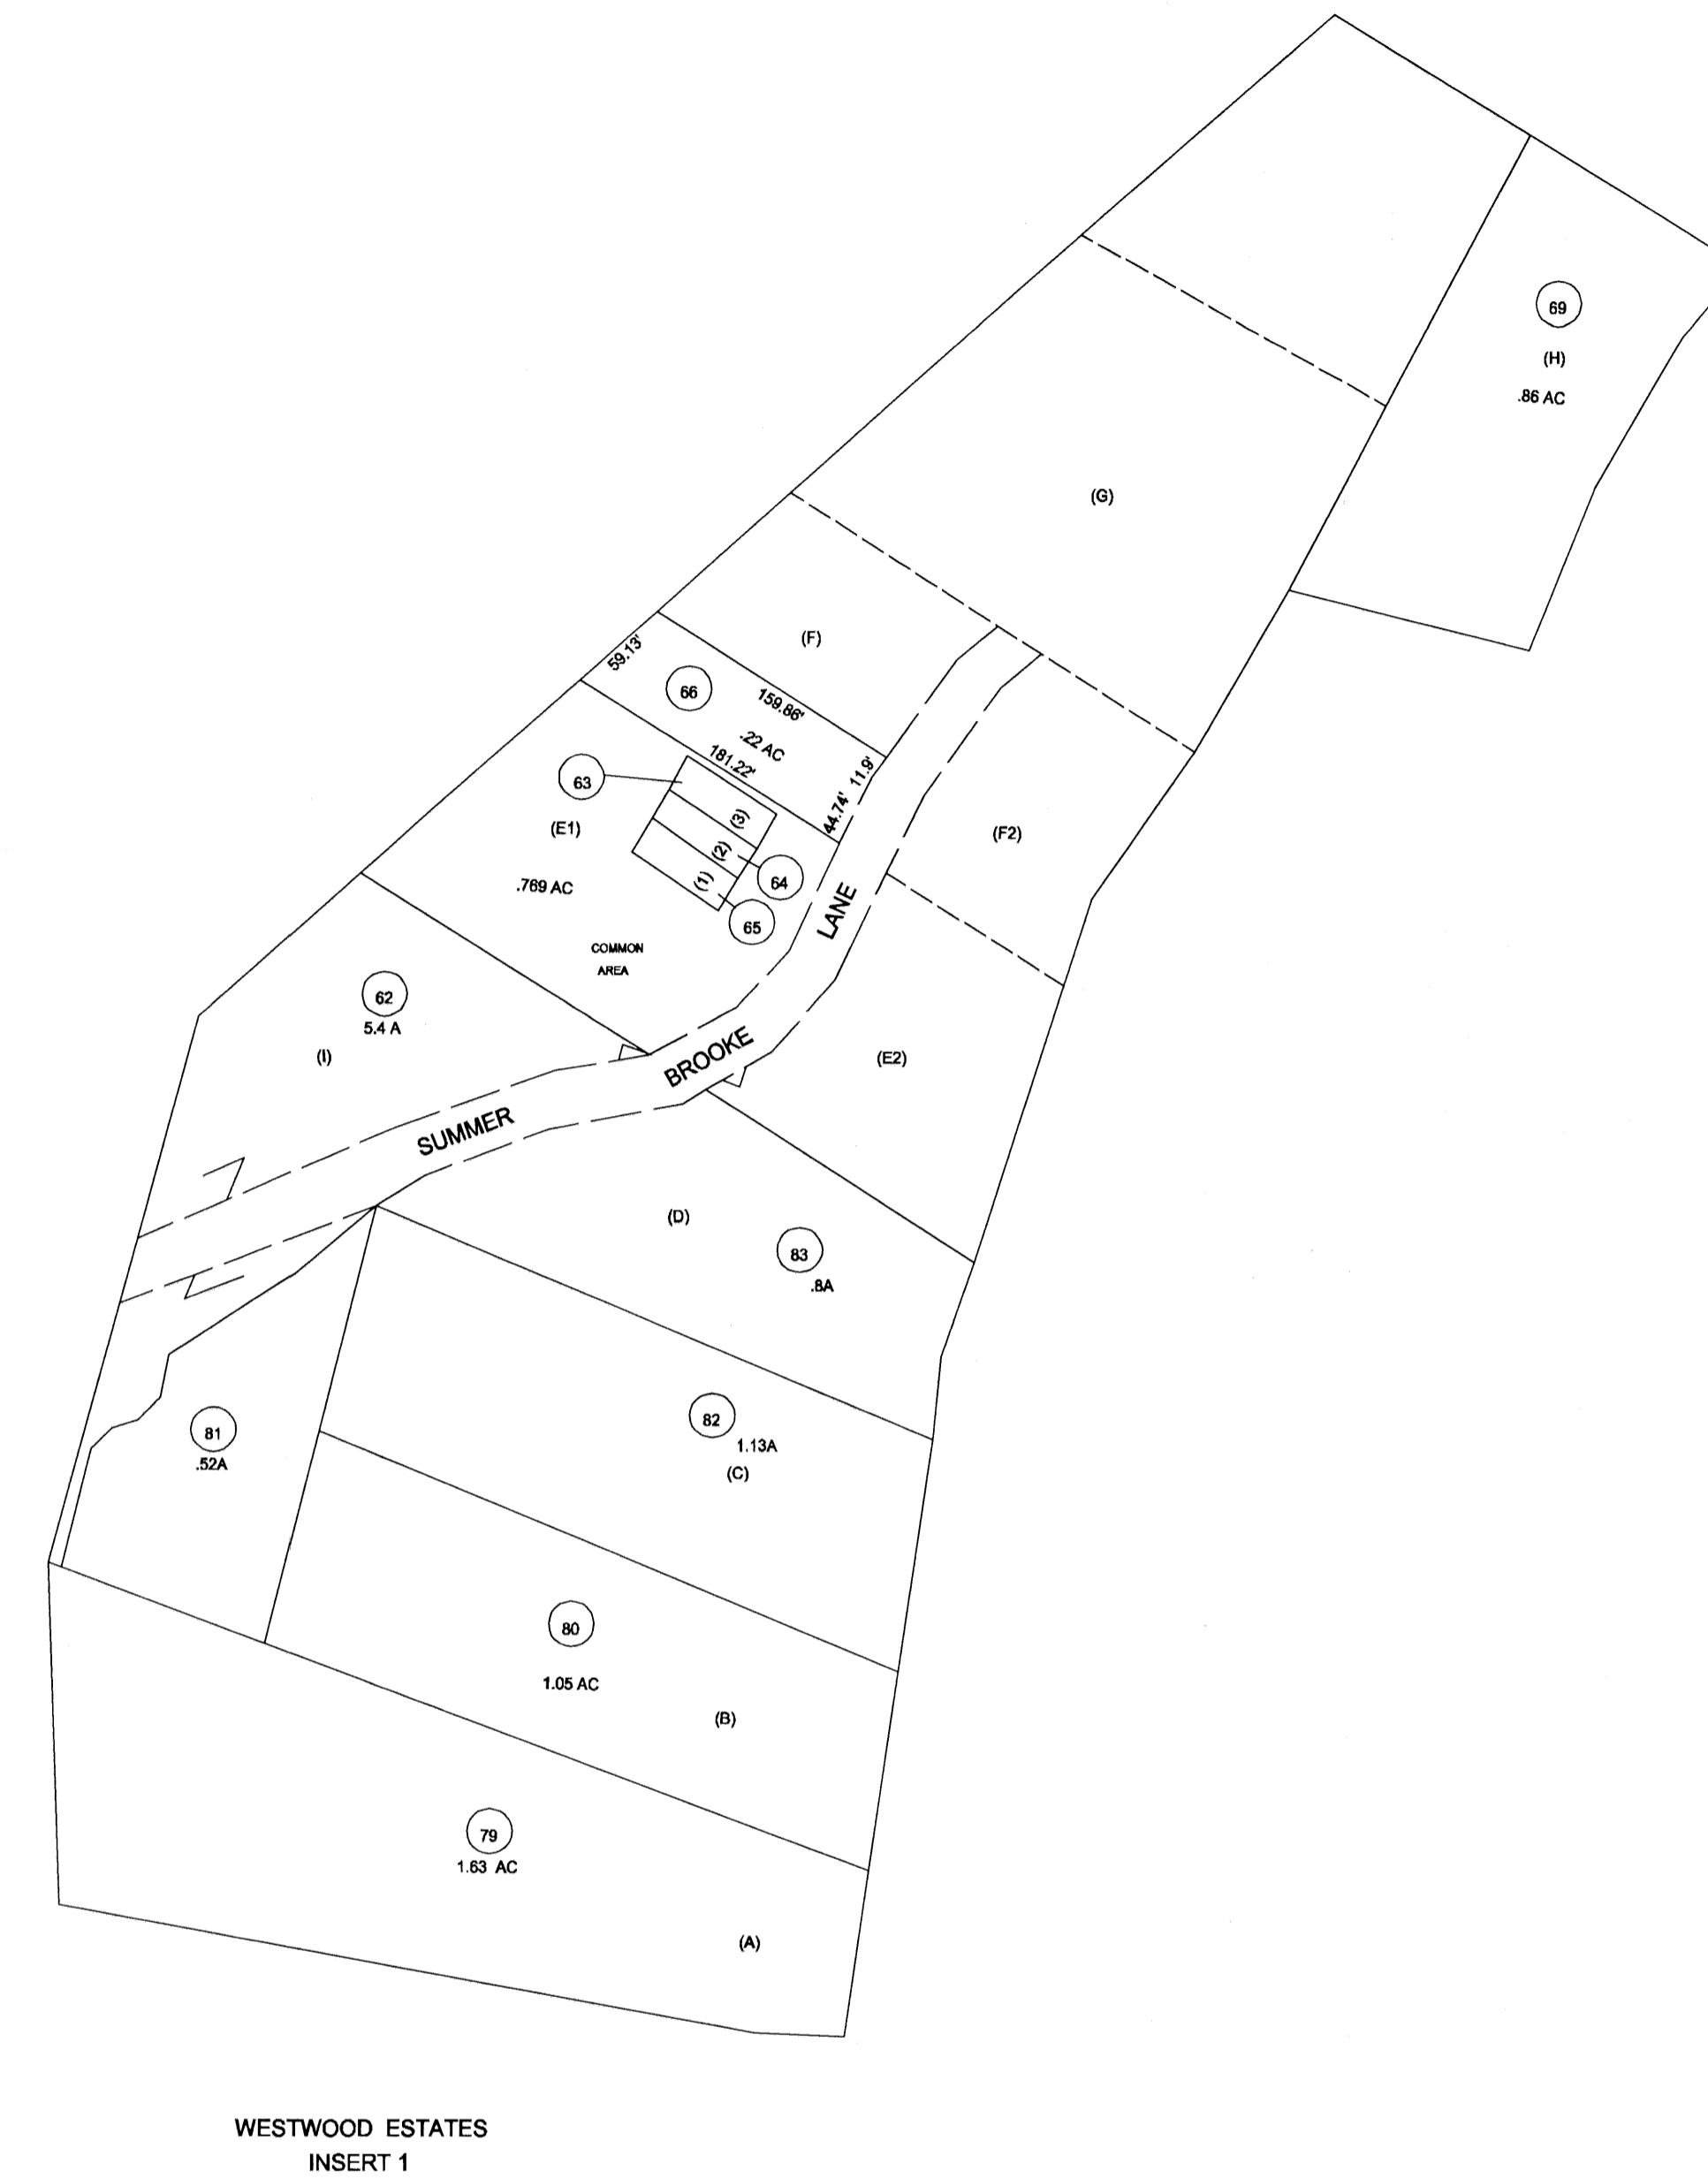 69
(H)
.86 AC
(G)
(F)
59.13'
66
159.86'
.22 AC
181.22'
11.9'
44.74'
63
(3)
(E1)
(2)
(F2)
64
(1)
.769 AC
65
LANE
COMMON
AREA
62
5.4 A
(I)
BROOKE
(E2)
SUMMER
(D)
83
.8A
82
1.13A
(C)
81
.52A
80
1.05 AC
(B)
79
1.63 AC
(A)
WESTWOOD ESTATES
INSERT 1